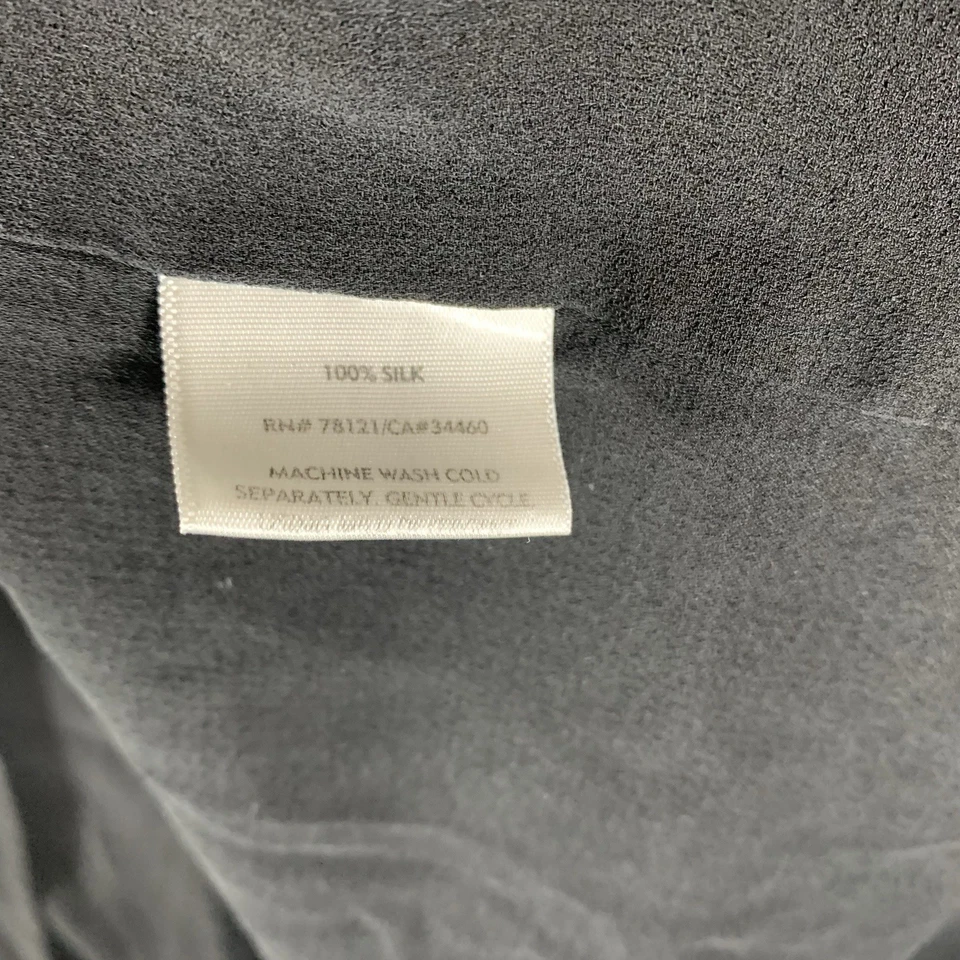 100% SILK
RN# 78121/CA#34460
MACHINE WASH COLD
SEPARATELY. GENTLE CYCLE